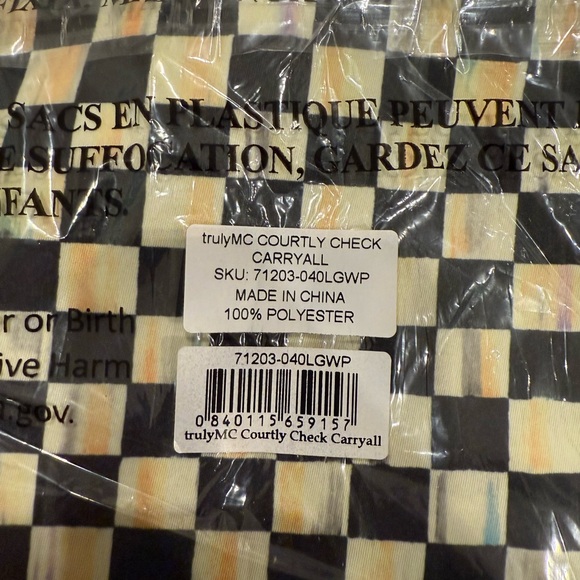 SACS EN PLASTIQUE PEUVENT
SUFFOCATION, GARDEZ CE SA
NFANTS.
trulyMC COURTLY CHECK
CARRYALL
SKU: 71203-040LGWP
MADE IN CHINA
100% POLYESTER
r or Birth
ive Harm
.gov.
71203-040LGWP
0 840115 659157
trulyMC Courtly Check Carryall